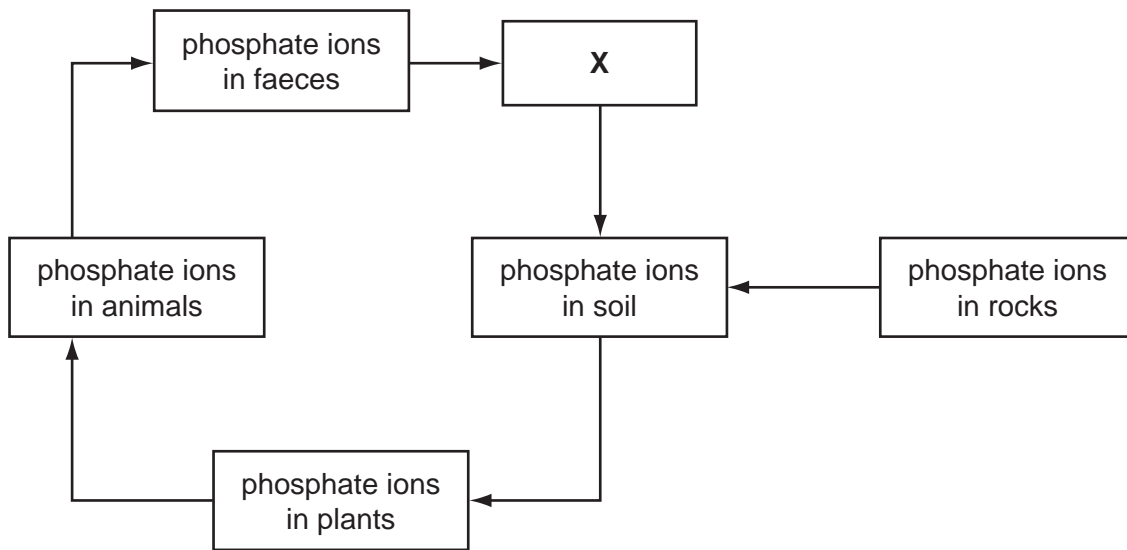 phosphate ions
in faeces
X
phosphate ions
in animals
phosphate ions
in soil
phosphate ions
in rocks
phosphate ions
in plants